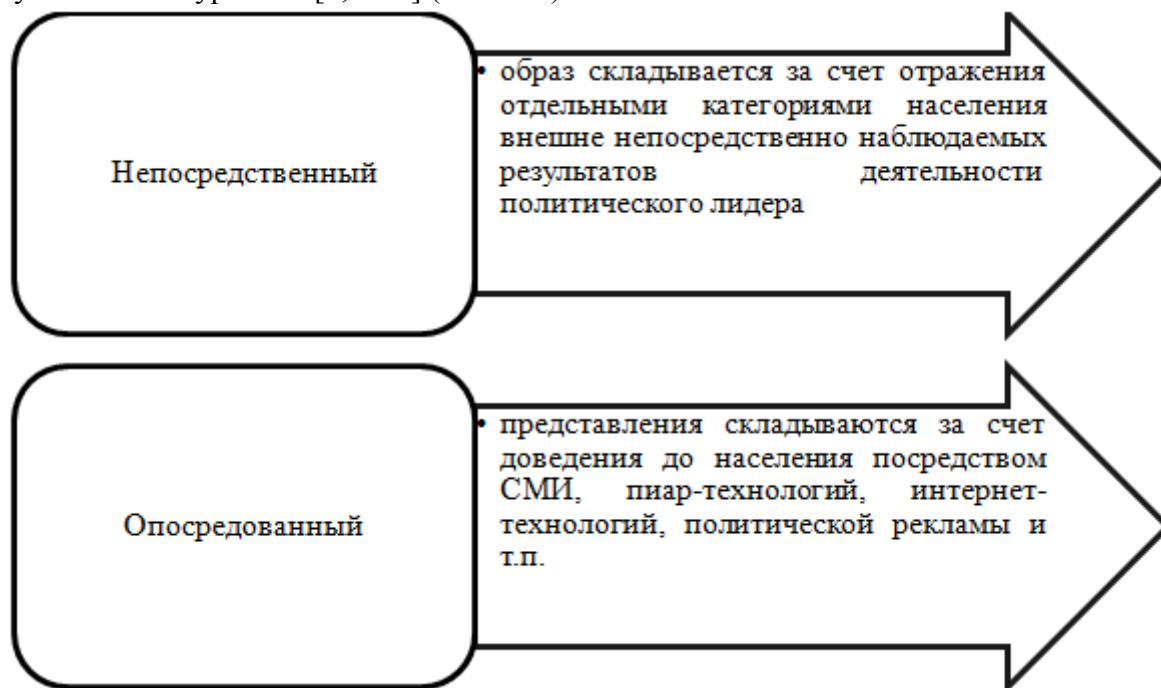 Непосредственный
• образ складывается за счет отражения
отдельными категориями населения
внешне непосредственно наблюдаемых
результатов деятельности
политического лидера
Опосредованный
• представления складываются за счет
доведения до населения посредством
СМИ, пиар-технологий, интернет-
технологий, политической рекламы и
т.п.